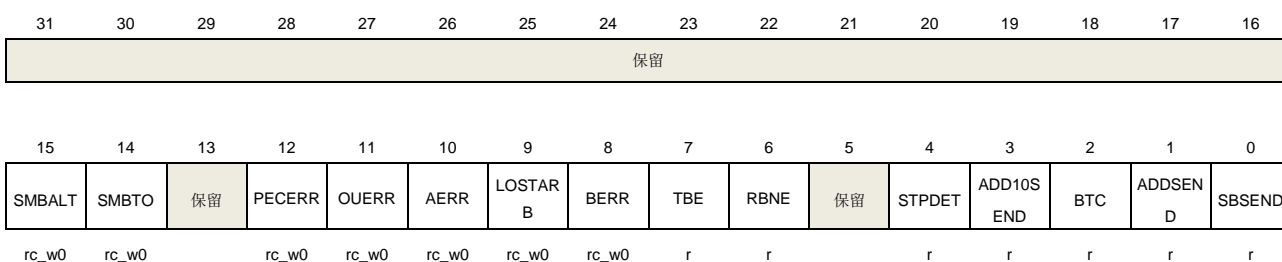 31 30 29 28 27 26 25 24 23 22 21 20 19 18 17 16
保留
15 14 13 12 11 10 9 8 7 6 5 4 3 2 1 0
SMBALT SMBTO 保留 PECERR OUERR AERR LOSTAR BERR TBE RBNE 保留 STPDET ADD10S BTC ADDSEN SBSEND
B END D
rc_w0 rc_w0 rc_w0 rc_w0 rc_w0 rc_w0 rc_w0 r r r r r r r